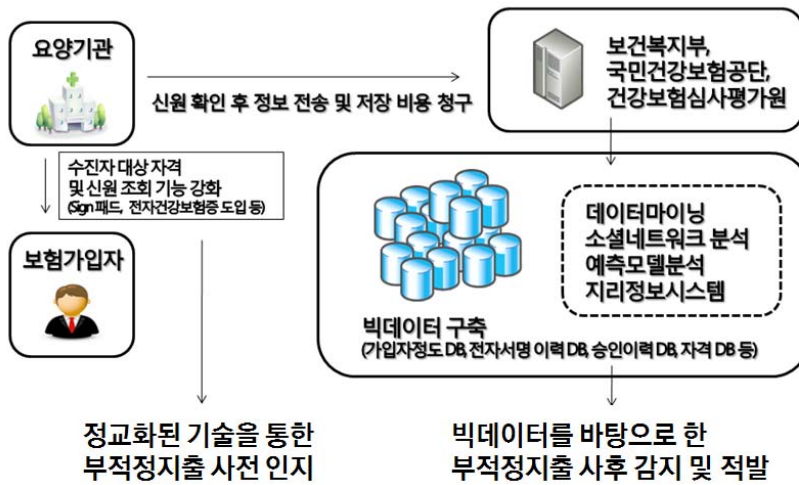 요양기관
신원 확인 후 정보 전송 및 저장 비용 청구
보건복지부,
국민건강보험공단,
건강보험심사평가원
수진자 대상 자격
및 신원 조회 기능 강화
(Sign 패드, 전자건강보험증 도입 등)
보험가입자
데이터마이닝
소셜네트워크 분석
예측모델분석
지리정보시스템
빅데이터 구축
(가입자정도 DB, 전자서명 이력 DB, 승인이력 DB, 자격 DB 등)
정교화된 기술을 통한
부적정지출 사전 인지
빅데이터를 바탕으로 한
부적정지출 사후 감지 및 적발